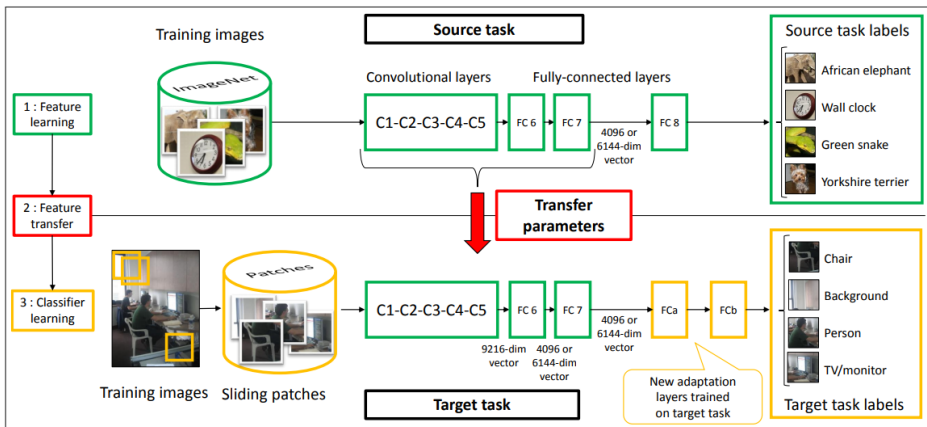 Training images
Source task
Source task labels
ImageNet
Convolutional layers
Fully-connected layers
1 : Feature
learning
C1-C2-C3-C4-C5
FC 6
FC 7
4096 or
6144-dim
vector
FC 8
African elephant
Wall clock
Green snake
Yorkshire terrier
2 : Feature
transfer
Transfer
parameters
3 : Classifier
learning
Patches
C1-C2-C3-C4-C5
FC 6
FC 7
4096 or
6144-dim
vector
FCa
FCb
Chair
Background
Person
TV/monitor
9216-dim
vector
4096 or
6144-dim
vector
New adaptation
layers trained
on target task
Training images
Sliding patches
Target task
Target task labels